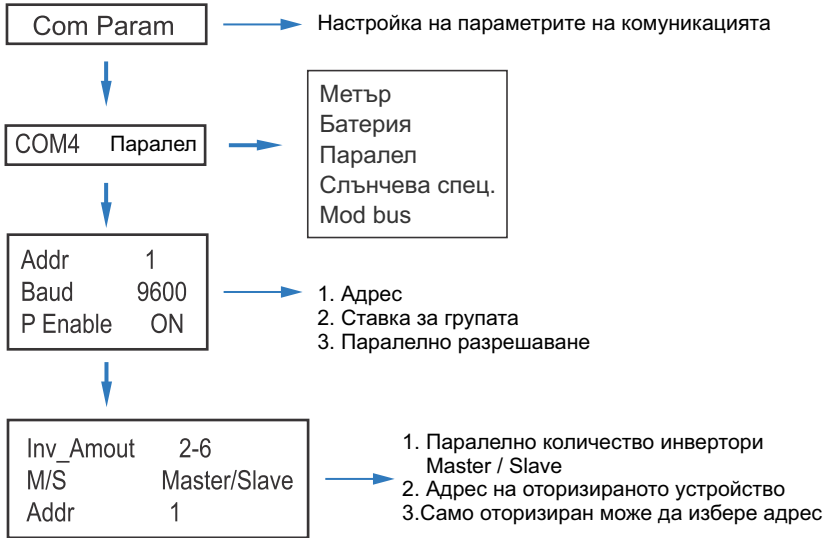 Com Param
Настройка на параметрите на комуникацията
COM4 Паралел
Метър
Батерия
Паралел
Слънчева спец.
Mod bus
Addr 1
Baud 9600
P Enable ON
1. Адрес
2. Ставка за групата
3. Паралелно разрешаване
Inv_Amout 2-6
M/S Master/Slave
Addr 1
1. Паралелно количество инвертори
Master / Slave
2. Адрес на оторизираното устройство
3.Само оторизиран може да избере адрес